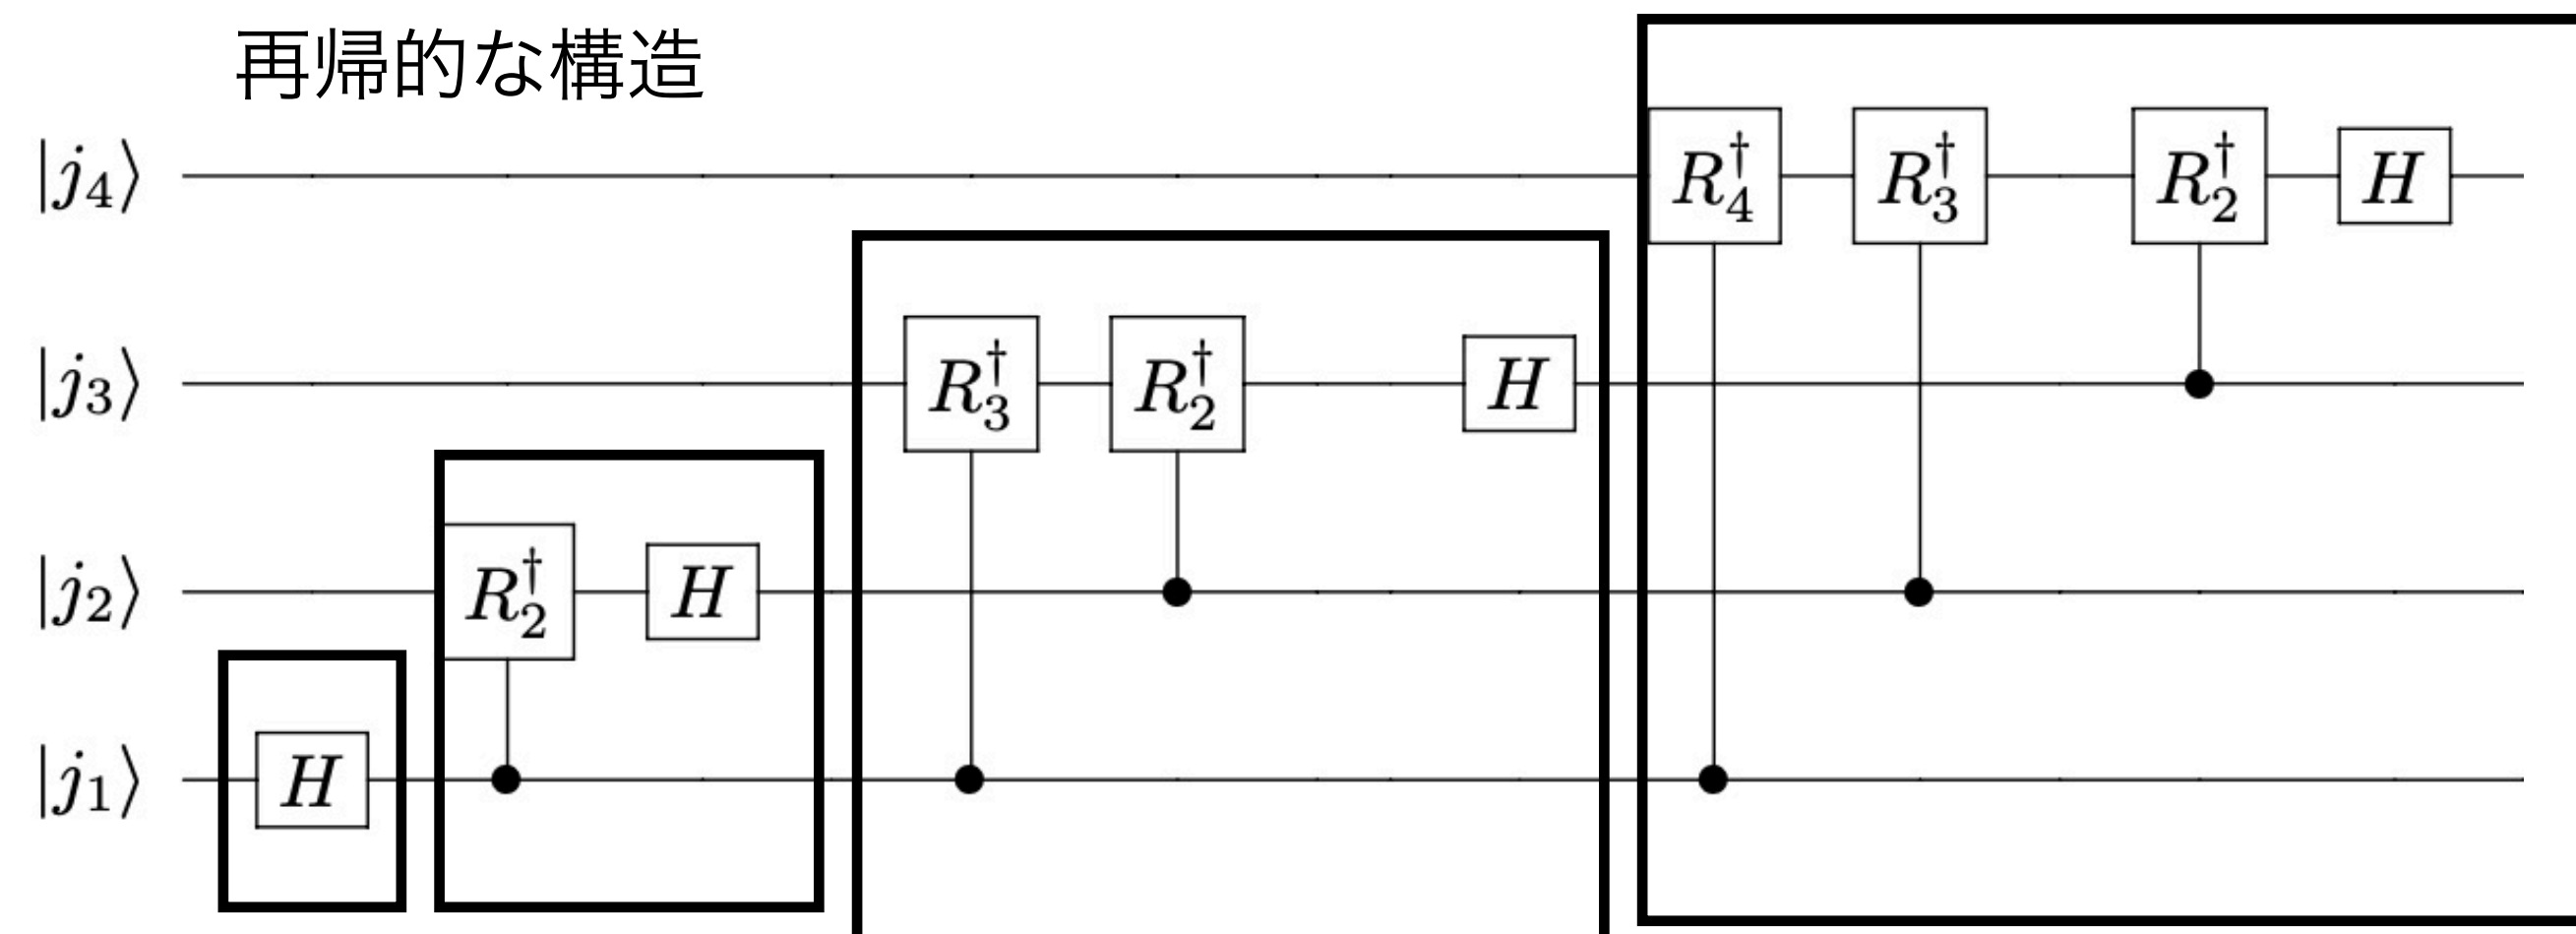 再帰的な構造
|j₄⟩ R₄† R₃† R₂† H
|j₃⟩ R₃† R₂† H
|j₂⟩ R₂† H
|j₁⟩ H